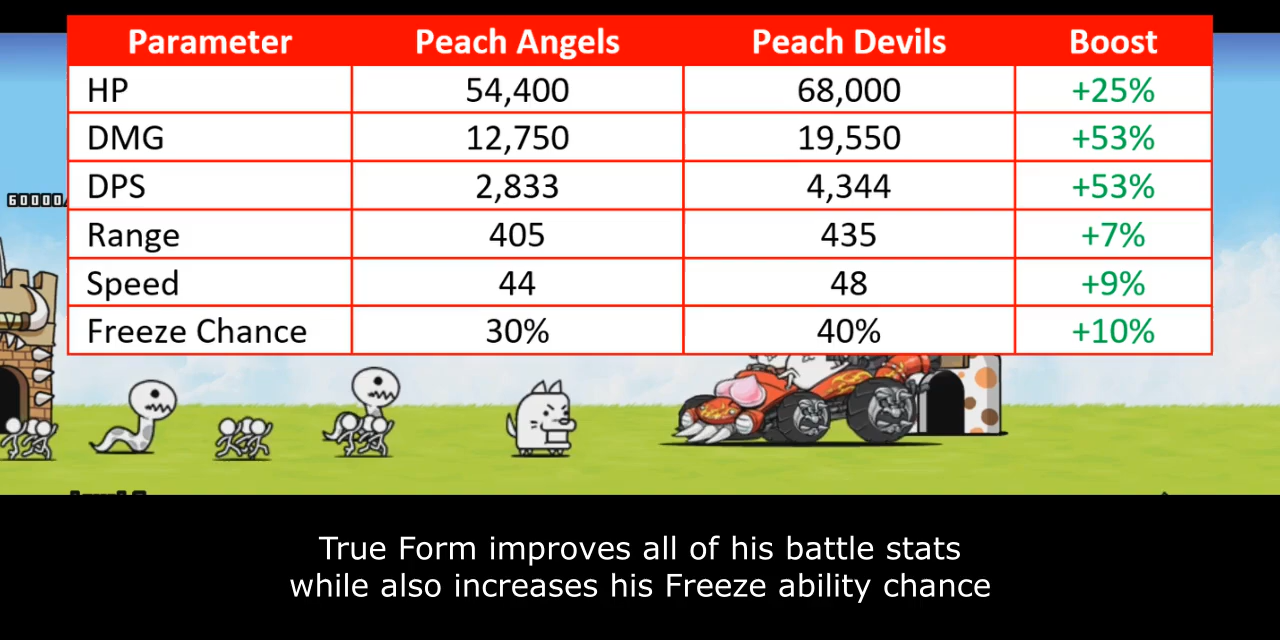 Parameter Peach Angels Peach Devils Boost
HP 54,400 68,000 +25%
DMG 12,750 19,550 +53%
DPS 2,833 4,344 +53%
Range 405 435 +7%
Speed 44 48 +9%
Freeze Chance 30% 40% +10%
True Form improves all of his battle stats
while also increases his Freeze ability chance